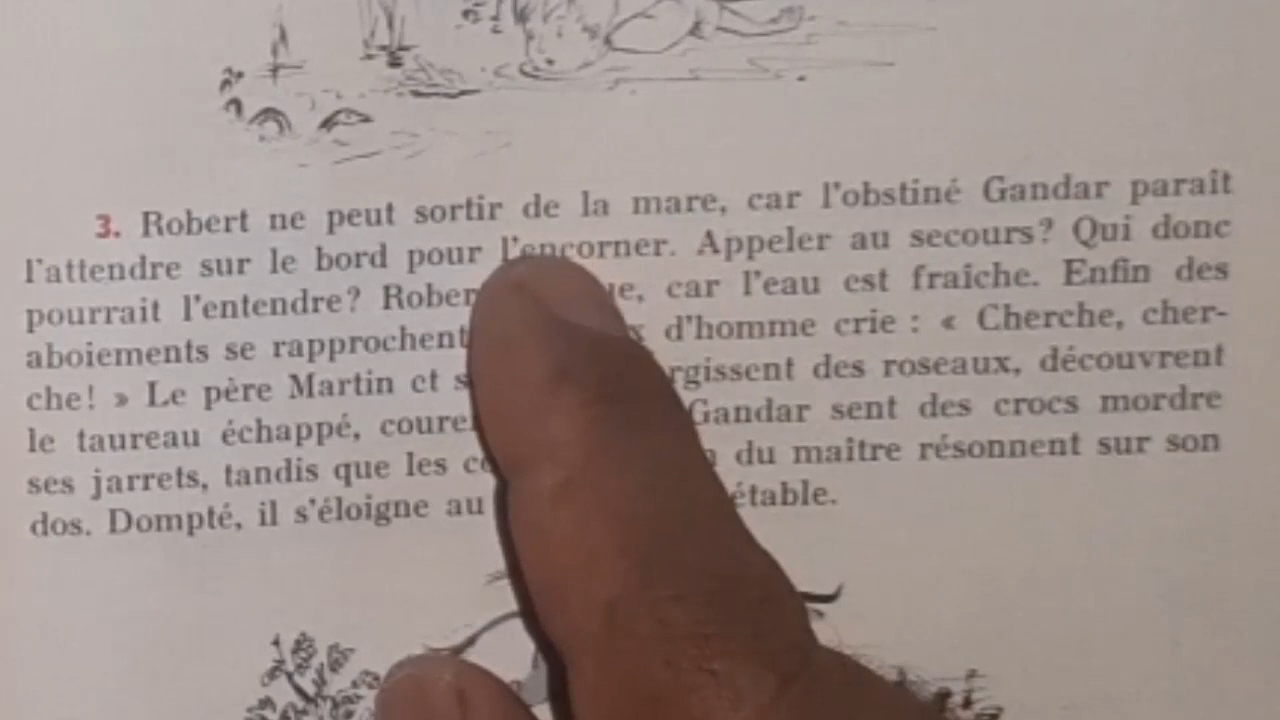 3. Robert ne peut sortir de la mare, car l'obstiné Gandar paraît
l'attendre sur le bord pour l'encorner. Appeler au secours? Qui donc
pourrait l'entendre? car l'eau est fraîche. Enfin des
aboiements se rapprochent d'homme crie : « Cherche, cher-
che! » Le père Martin et des roseaux, découvrent
le taureau échappé, Gandar sent des crocs mordre
ses jarrets, tandis que les du maître résonnent sur son
dos. Dompté, il s'éloigne au étable.